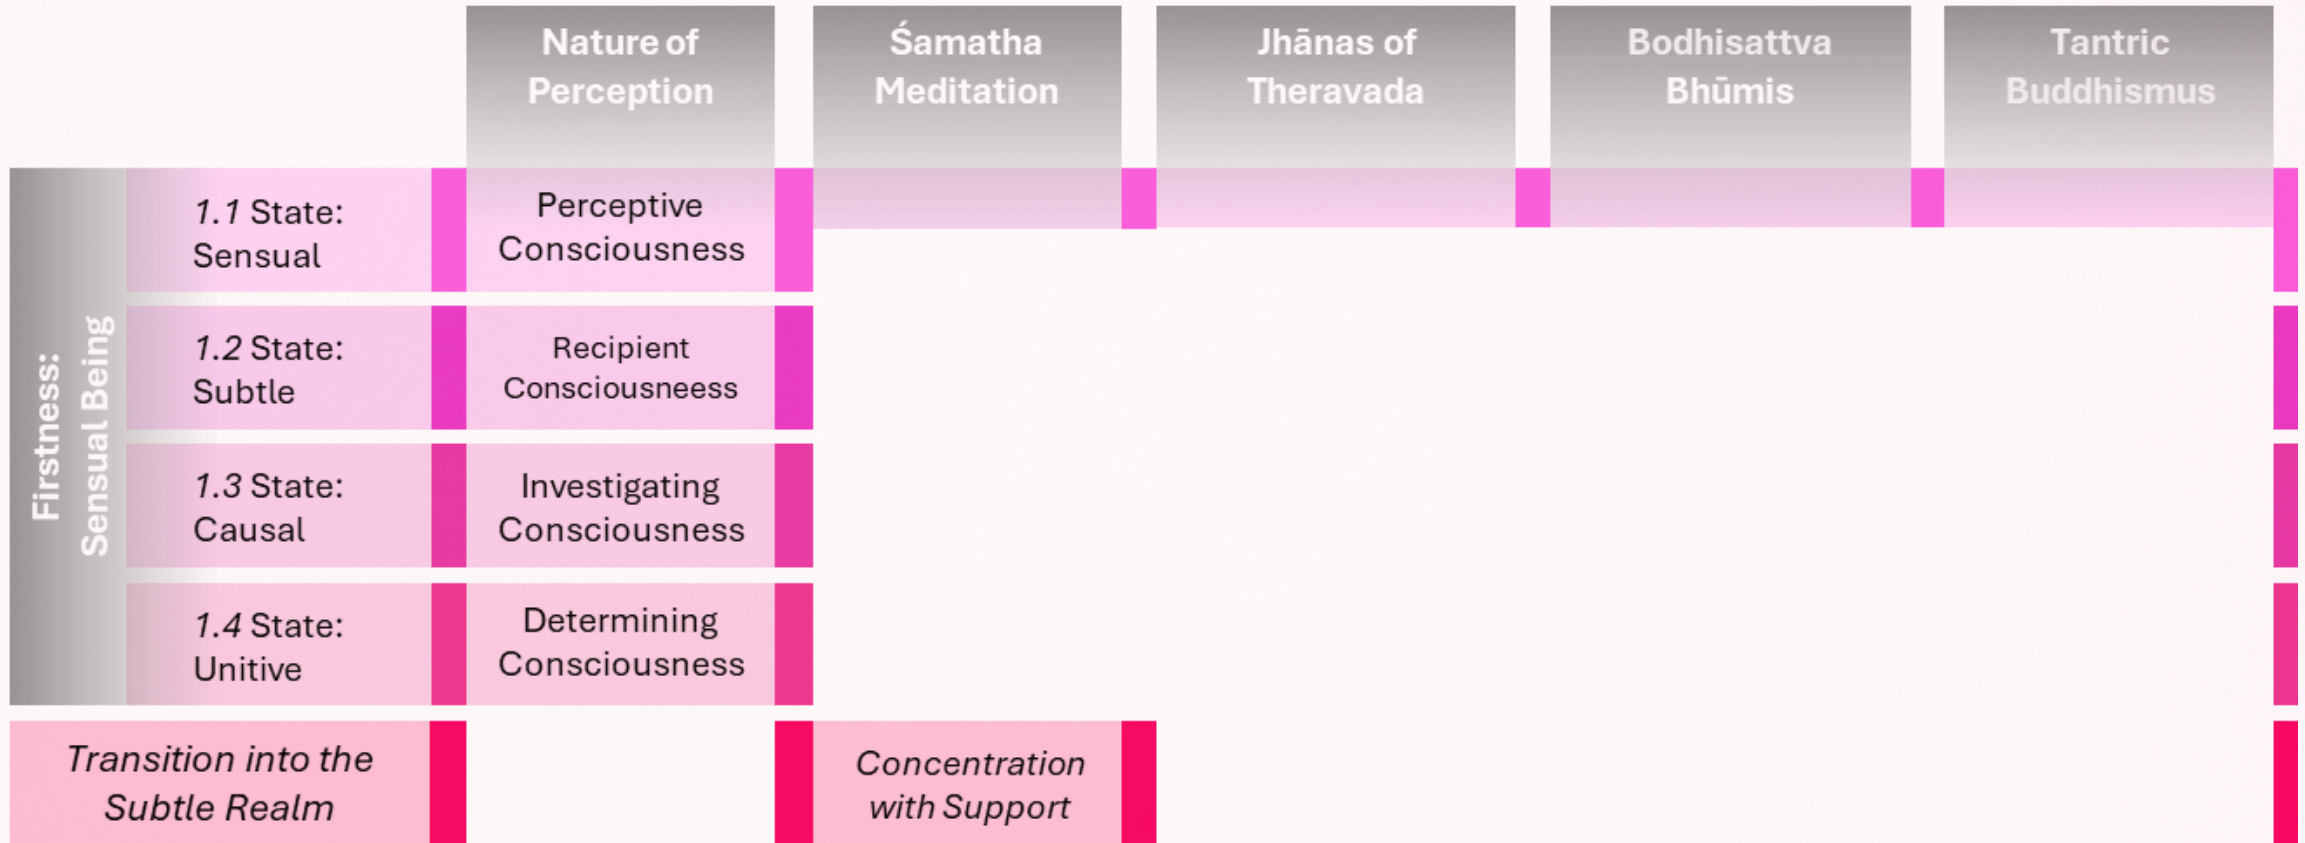 Nature of
Perception
Śamatha
Meditation
Jhānas of
Theravada
Bodhisattva
Bhūmis
Tantric
Buddhismus
Firstness:
Sensual Being
1.1 State:
Sensual
Perceptive
Consciousness
1.2 State:
Subtle
Recipient
Consciousneess
1.3 State:
Causal
Investigating
Consciousness
1.4 State:
Unitive
Determining
Consciousness
Transition into the
Subtle Realm
Concentration
with Support